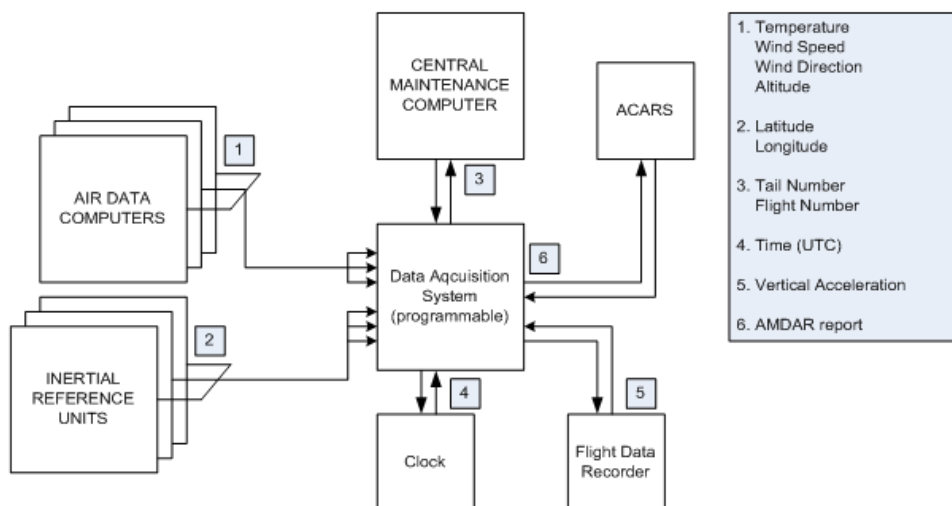 CENTRAL
MAINTENANCE
COMPUTER
ACARS
1
AIR DATA
COMPUTERS
3
6
Data Aqcuisition
System
(programmable)
2
INERTIAL
REFERENCE
UNITS
4
5
Clock
Flight Data
Recorder
1. Temperature
Wind Speed
Wind Direction
Altitude
2. Latitude
Longitude
3. Tail Number
Flight Number
4. Time (UTC)
5. Vertical Acceleration
6. AMDAR report